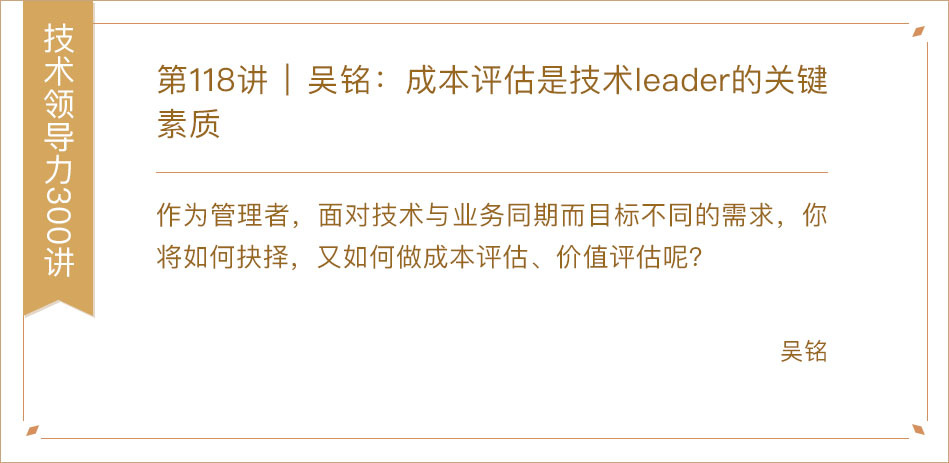 技术领导力300讲
第118讲｜吴铭：成本评估是技术leader的关键
素质
作为管理者，面对技术与业务同期而目标不同的需求，你
将如何抉择，又如何做成本评估、价值评估呢？
吴铭